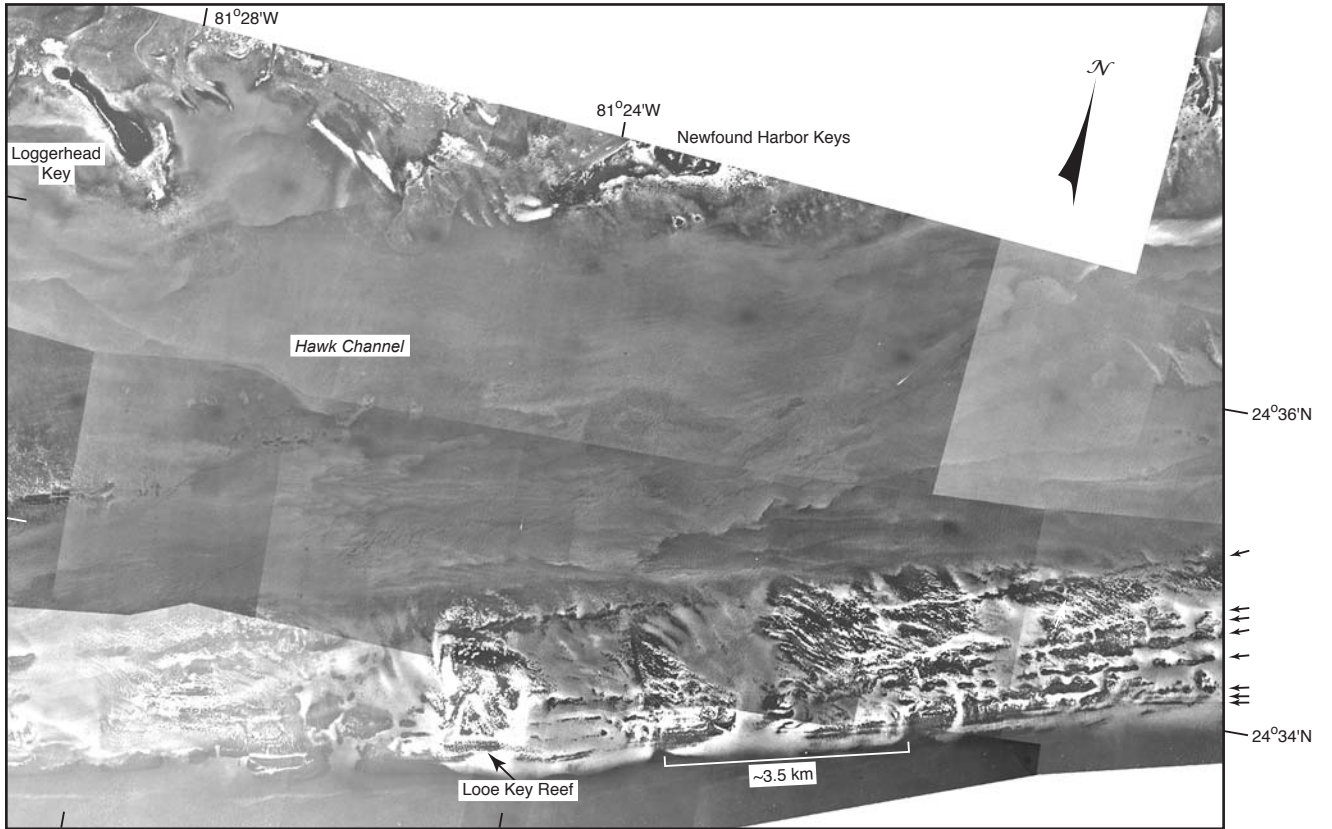 81°28'W
81°24'W
N
Newfound Harbor Keys
Loggerhead
Key
Hawk Channel
24°36'N
24°34'N
~3.5 km
Looe Key Reef